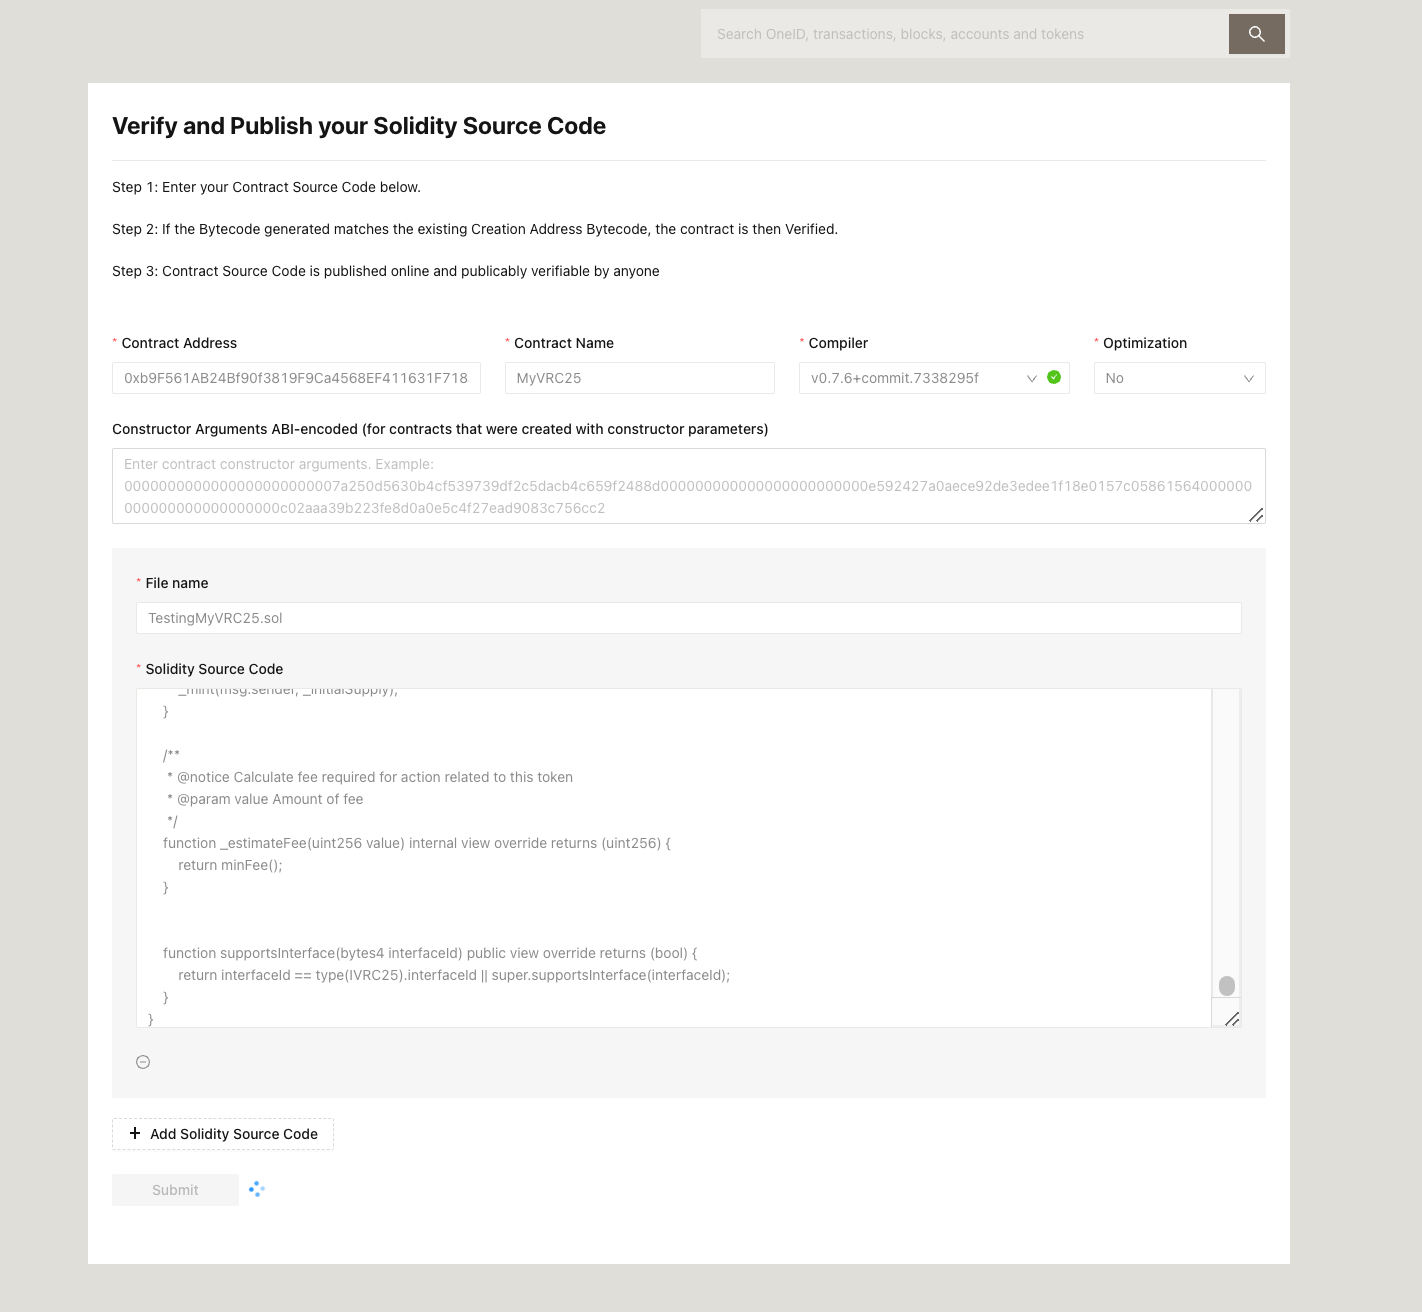 Search OneID, transactions, blocks, accounts and tokens
Verify and Publish your Solidity Source Code
Step 1: Enter your Contract Source Code below.
Step 2: If the Bytecode generated matches the existing Creation Address Bytecode, the contract is then Verified.
Step 3: Contract Source Code is published online and publicably verifiable by anyone
* Contract Address
* Contract Name
* Compiler
* Optimization
0xb9F561AB24Bf90f3819F9Ca4568EF411631F718
MyVRC25
v0.7.6+commit.7338295f
No
Constructor Arguments ABI-encoded (for contracts that were created with constructor parameters)
Enter contract constructor arguments. Example:
0000000000000000000000007a250d5630b4cf539739df2c5dacb4c659f2488d000000000000000000000000e592427a0aece92de3edee1f18e0157c05861564000000
000000000000000000c02aaa39b223fe8d0a0e5c4f27ead9083c756cc2
* File name
TestingMyVRC25.sol
* Solidity Source Code
_mint(msg.sender, _initialSupply);
}
/**
* @notice Calculate fee required for action related to this token
* @param value Amount of fee
*/
function _estimateFee(uint256 value) internal view override returns (uint256) {
return minFee();
}
function supportsInterface(bytes4 interfaceId) public view override returns (bool) {
return interfaceId == type(IVRC25).interfaceId || super.supportsInterface(interfaceId);
}
}
+ Add Solidity Source Code
Submit